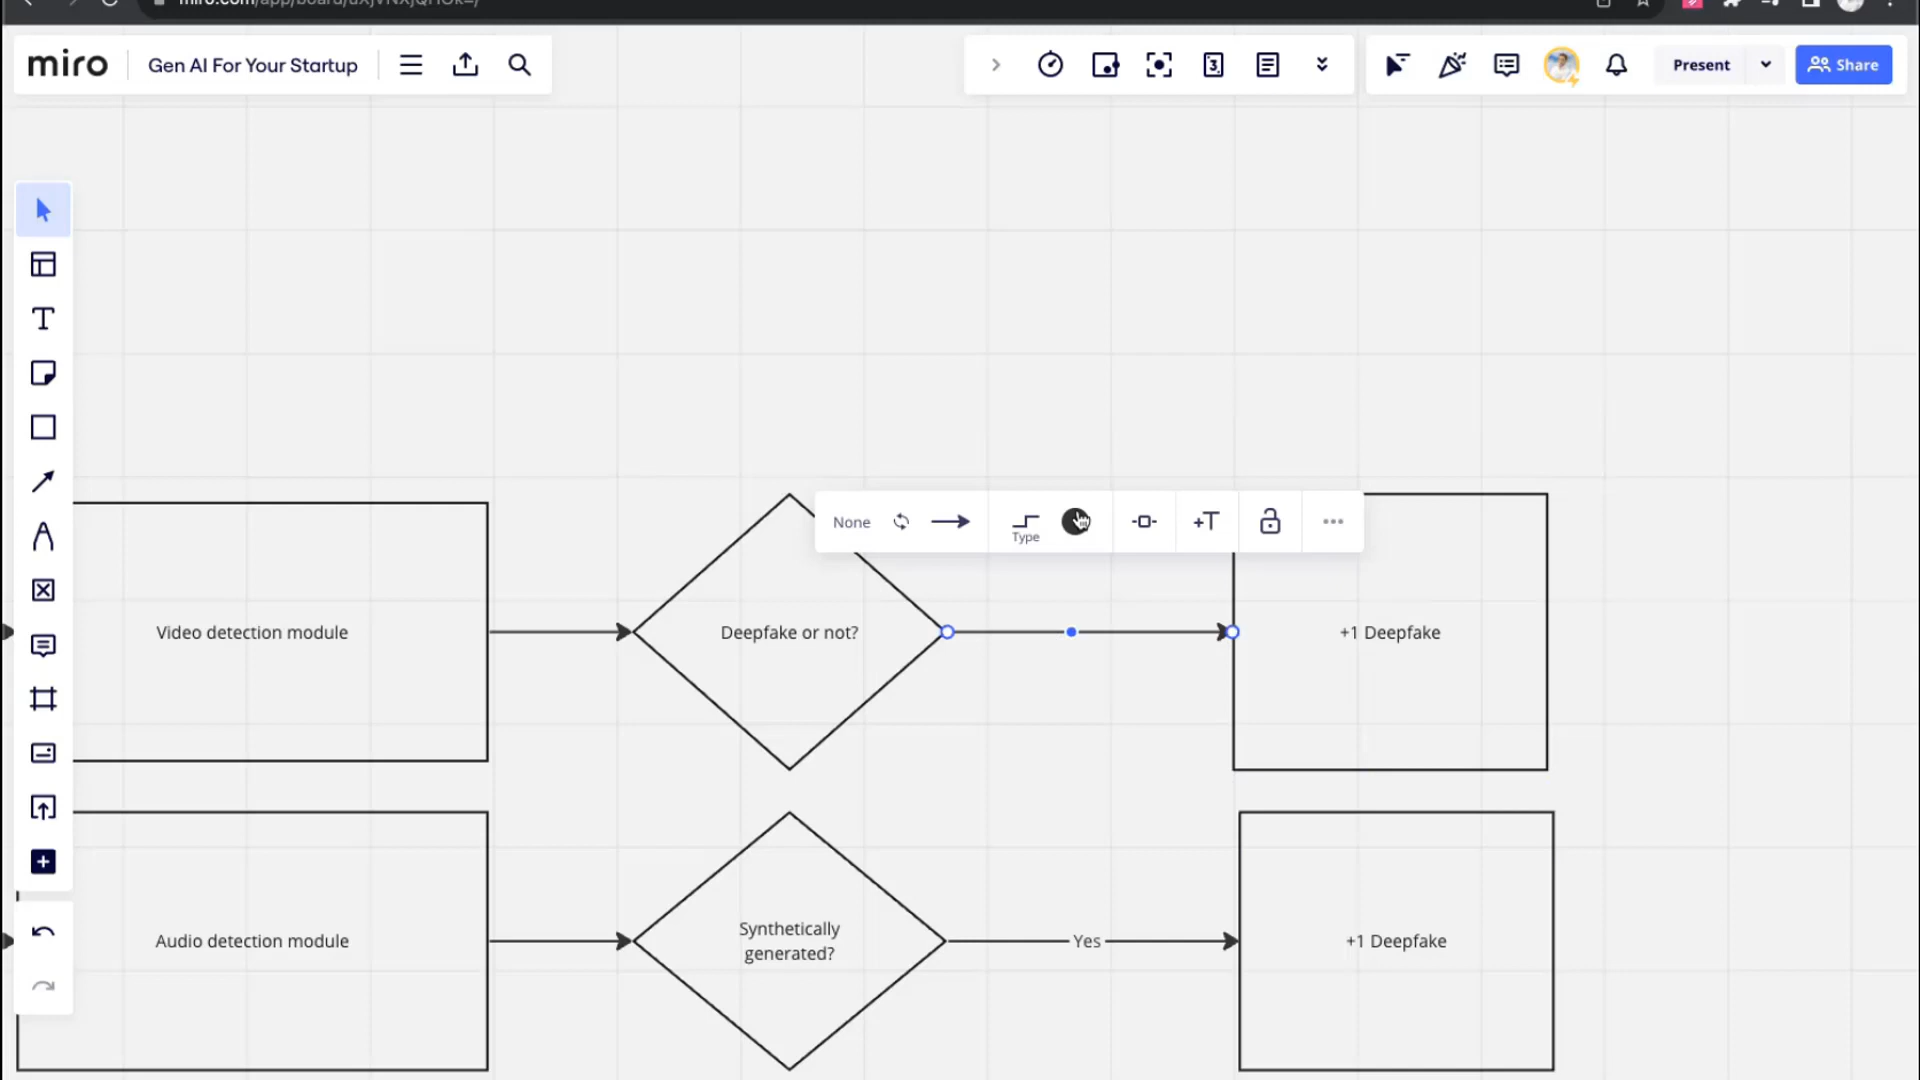 miro
Gen AI For Your Startup
Present
Share
None
Type
+T
Video detection module
Deepfake or not?
+1 Deepfake
Audio detection module
Synthetically
generated?
Yes
+1 Deepfake